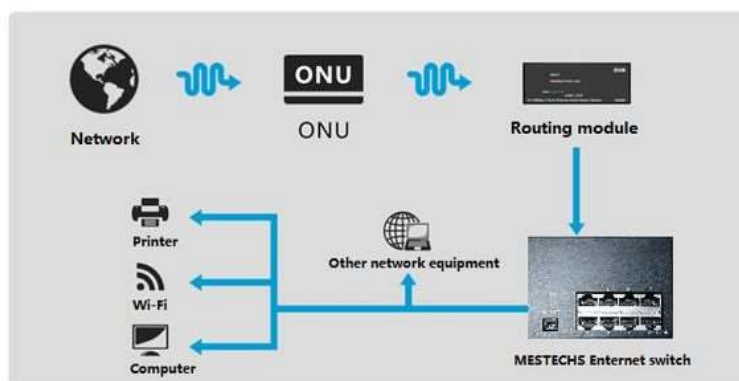 ONU
ONU
Network
Routing module
Printer
Other network equipment
Wi-Fi
Computer
MESTECHS Enternet switch